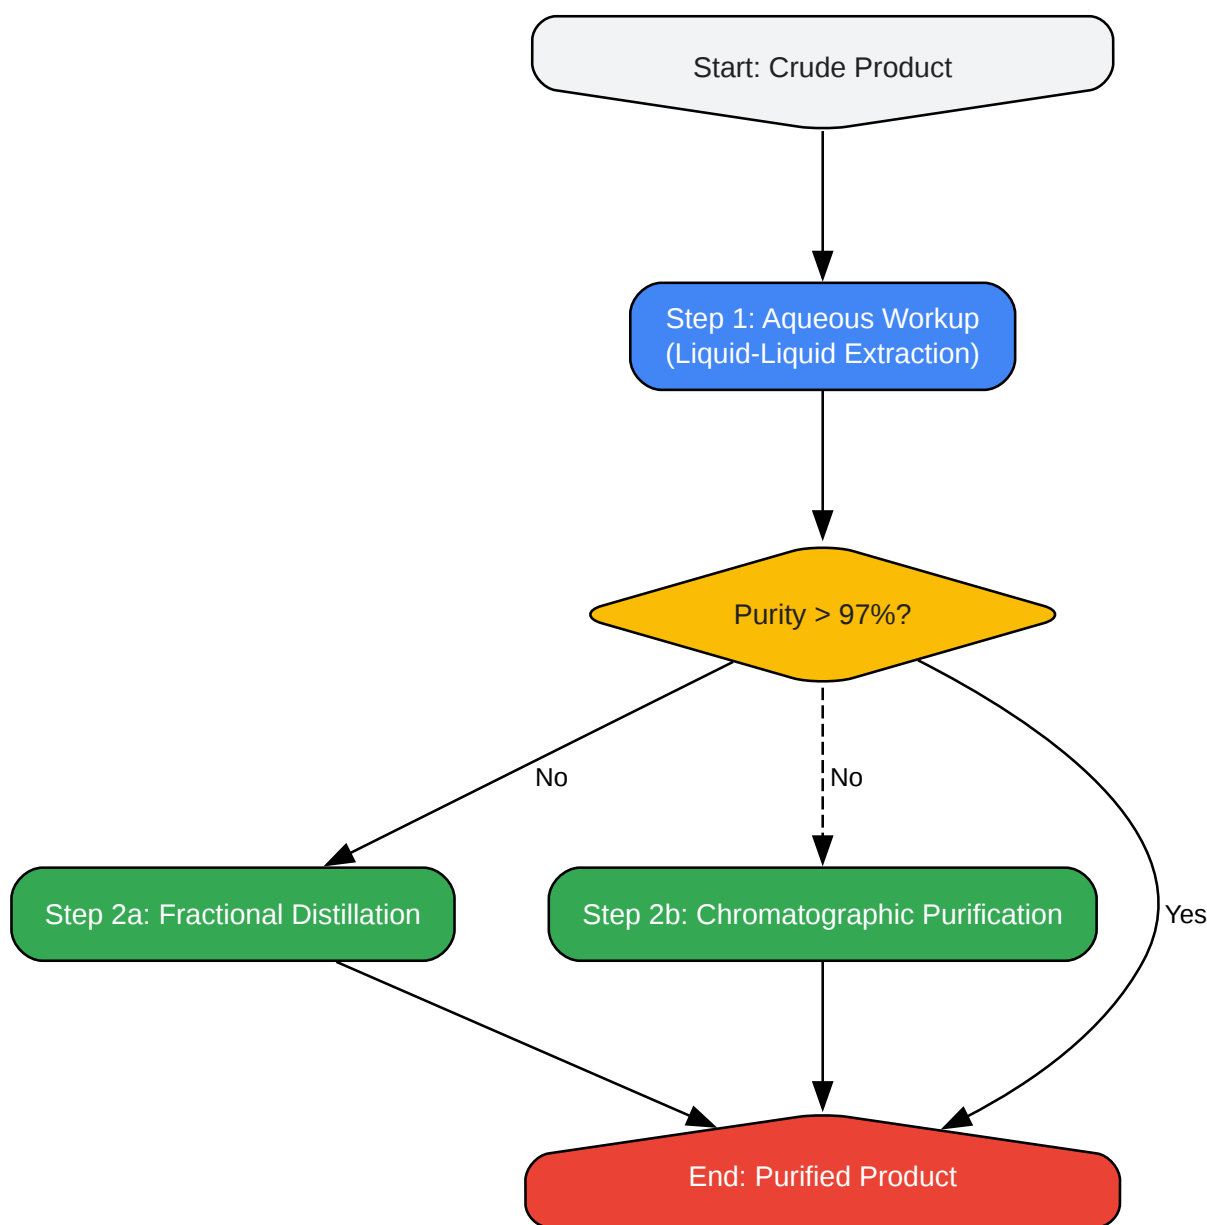 Start: Crude Product
Step 1: Aqueous Workup
(Liquid-Liquid Extraction)
Purity > 97%?
No
No
Step 2a: Fractional Distillation
Step 2b: Chromatographic Purification
Yes
End: Purified Product